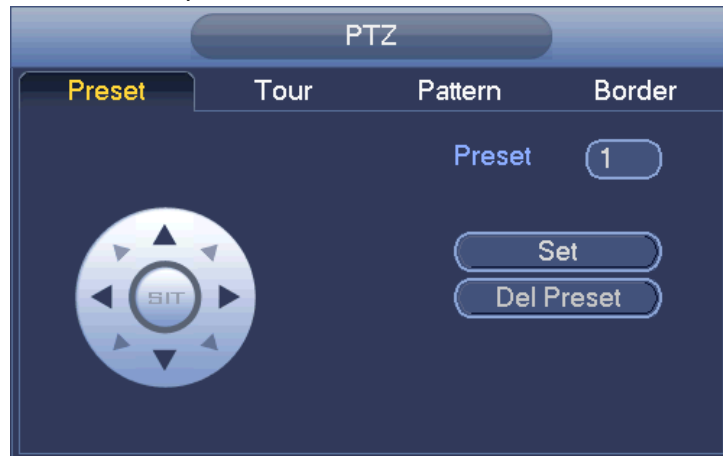 PTZ
Preset Tour Pattern Border
Preset 1
Set
SIT
Del Preset